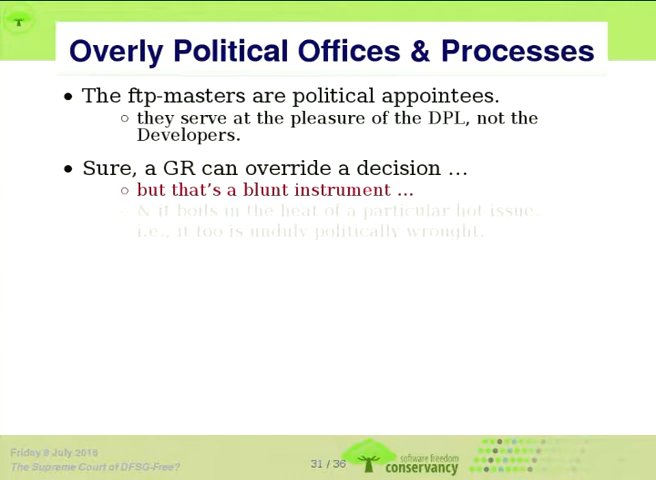 Overly Political Offices & Processes
• The ftp-masters are political appointees.
○ they serve at the pleasure of the DPL, not the
Developers.
• Sure, a GR can override a decision …
○ but that's a blunt instrument …
○ & it boils in the heat of a particular hot issue.
i.e., it too is unduly politically wrought.
Friday 8 July 2016
The Supreme Court of DFSG-Free?
31 / 36
software freedom
conservancy